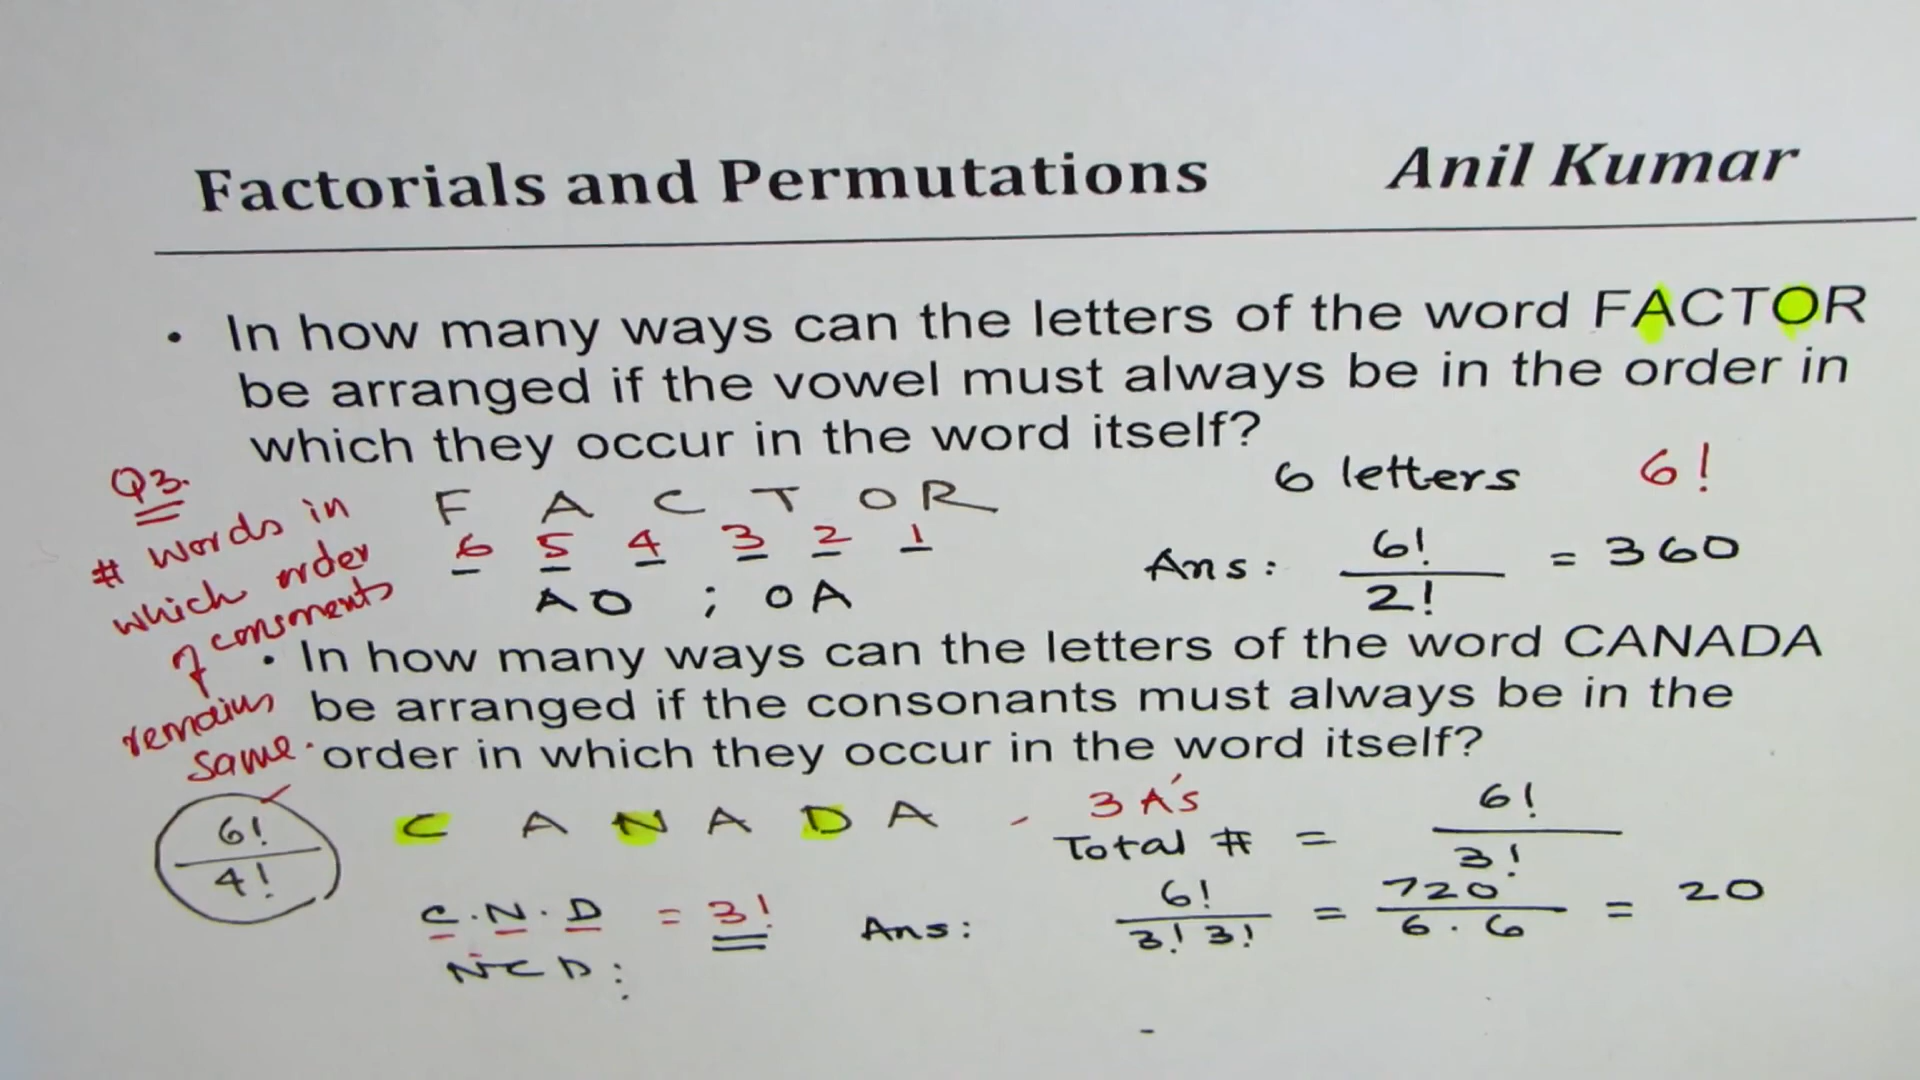 Factorials and Permutations Anil Kumar
• In how many ways can the letters of the word FACTOR
be arranged if the vowel must always be in the order in
which they occur in the word itself?
6 letters 6!
F A C T O R
6 5 4 3 2 1
AO ; OA
Ans: 6!/2! = 360
Q3.
# words in
which order
of consonents
remains
same.
6!/4!
• In how many ways can the letters of the word CANADA
be arranged if the consonants must always be in the
order in which they occur in the word itself?
C A N A D A - 3 A's
Total # = 6!/3!
C.N.D = 3! Ans: 6!/3!3! = 720/6.6 = 20
NCD: